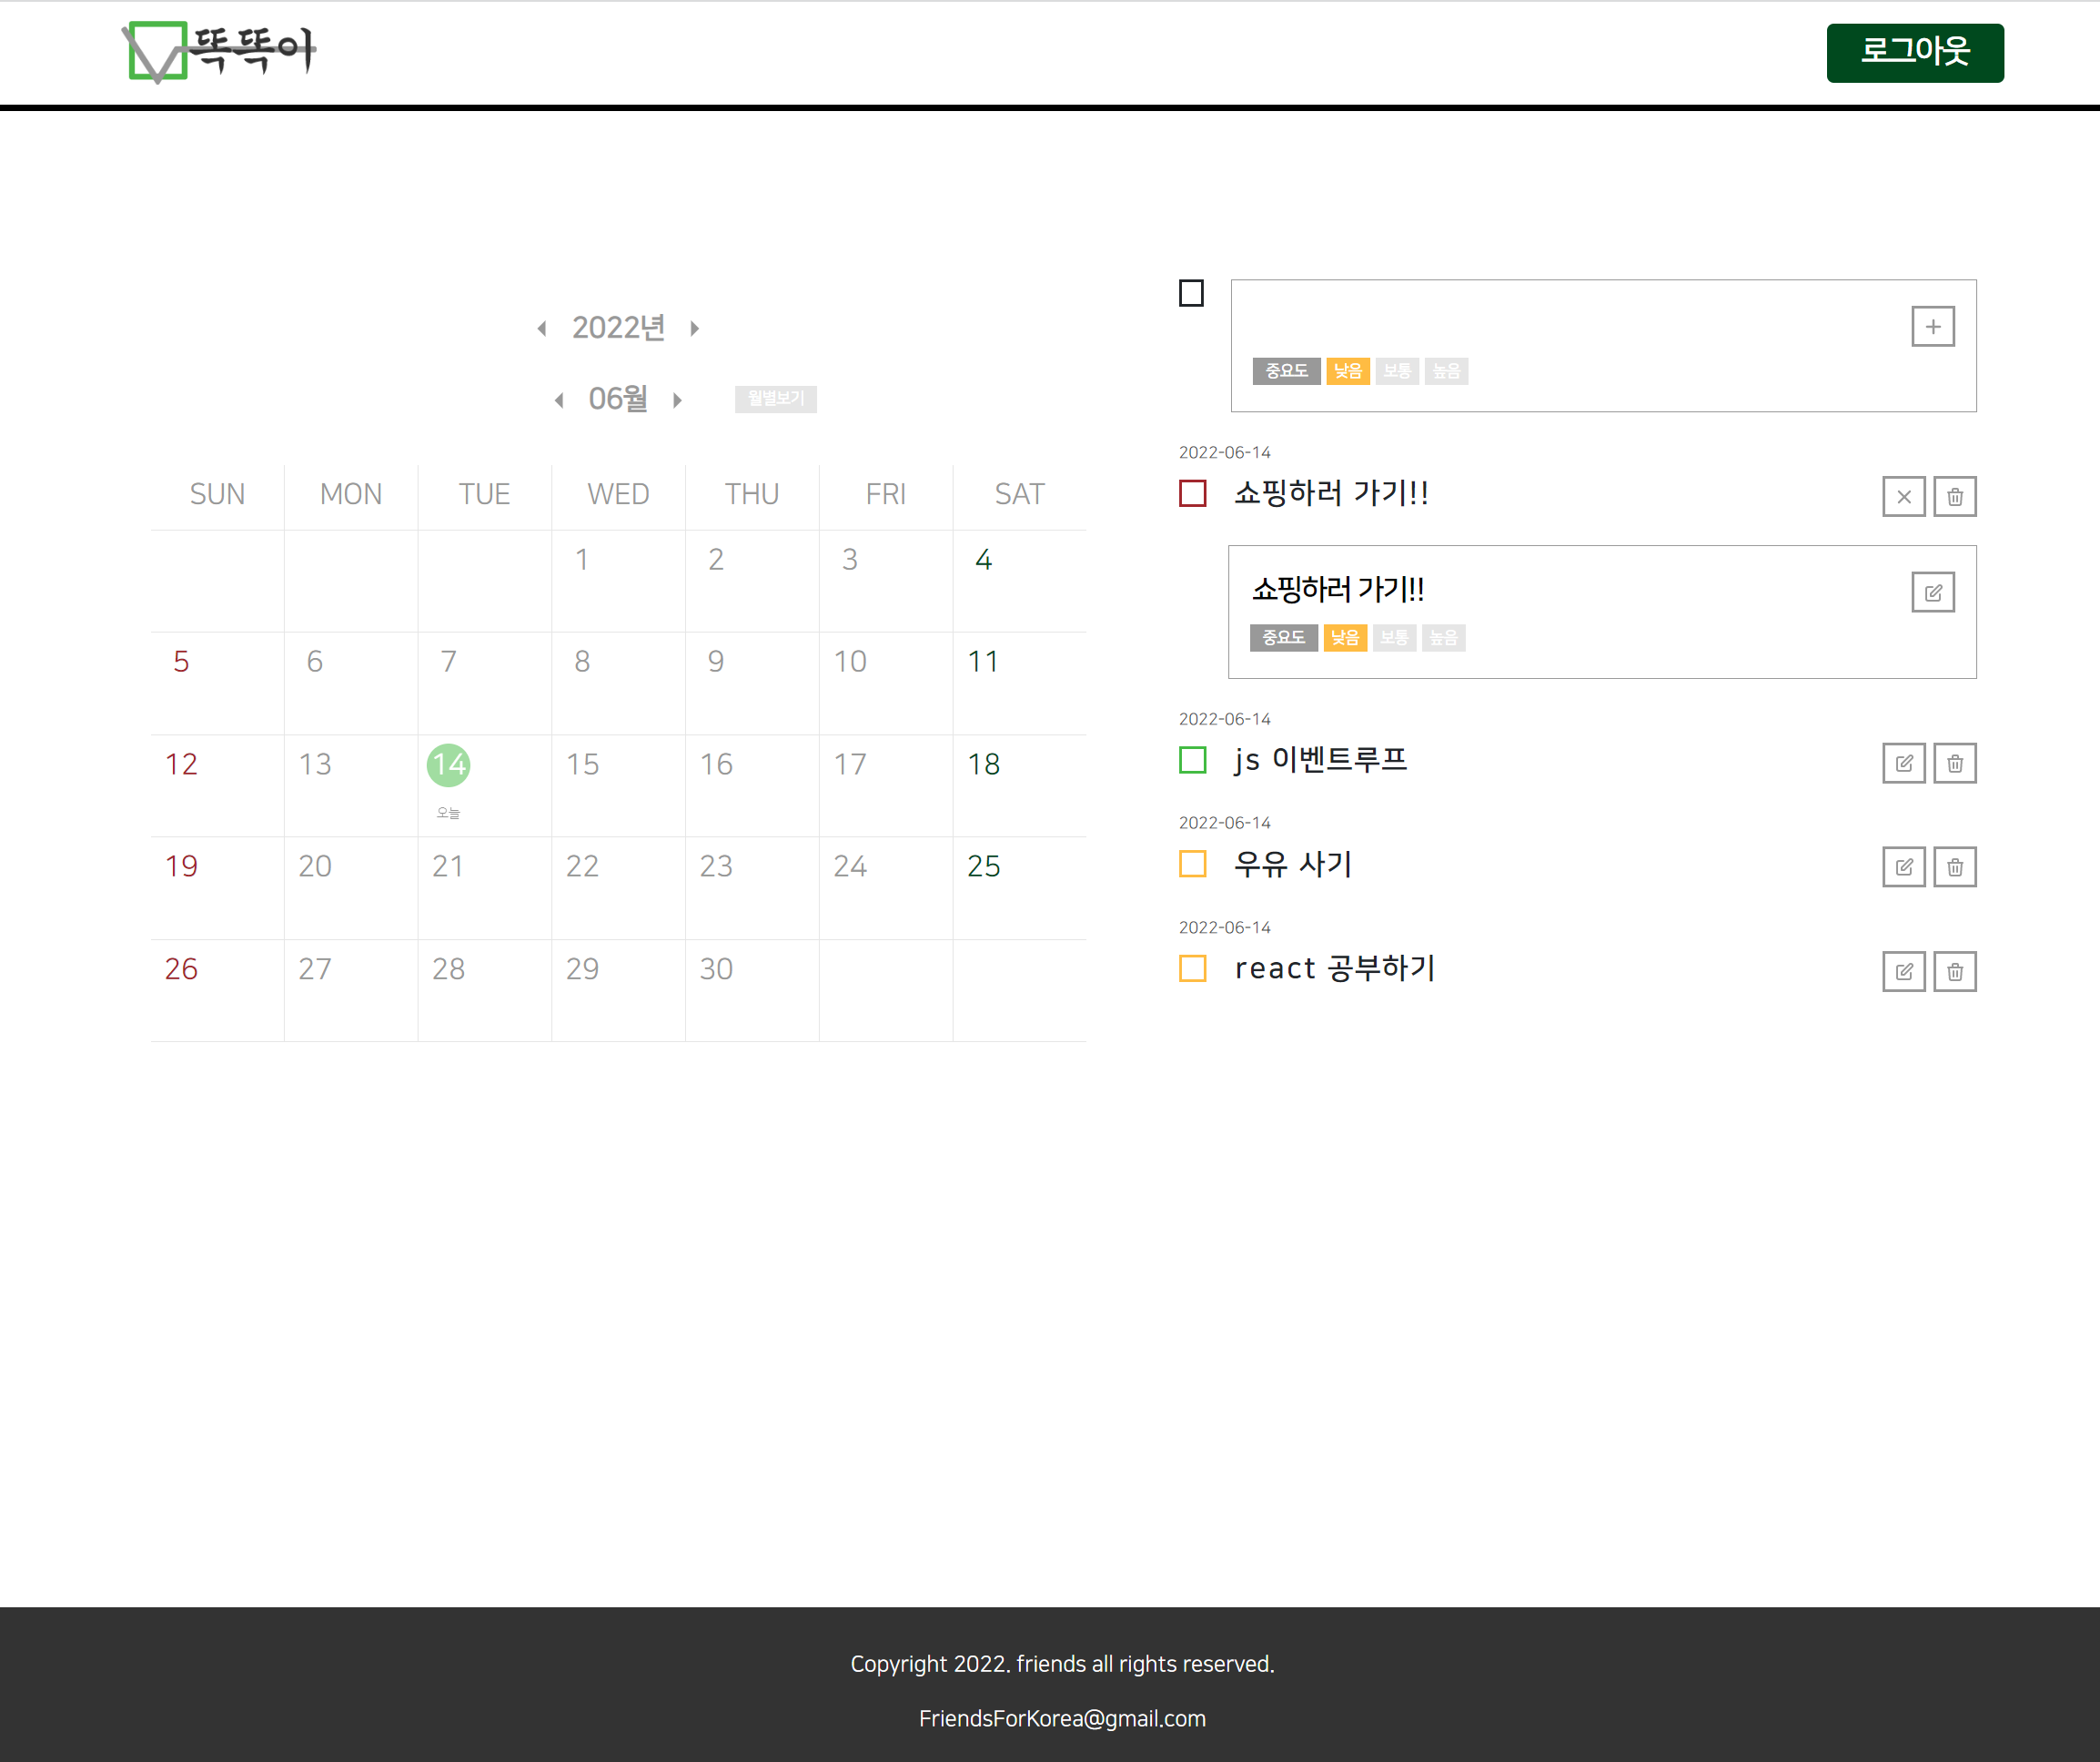 똑똑이
로그아웃
2022년
06월
월별보기
SUN MON TUE WED THU FRI SAT
1 2 3 4
5 6 7 8 9 10 11
12 13 14 15 16 17 18
오늘
19 20 21 22 23 24 25
26 27 28 29 30
중요도 낮음 보통 높음
2022-06-14
쇼핑하러 가기!!
쇼핑하러 가기!!
중요도 낮음 보통 높음
2022-06-14
js 이벤트루프
2022-06-14
우유 사기
2022-06-14
react 공부하기
Copyright 2022. friends all rights reserved.
FriendsForKorea@gmail.com